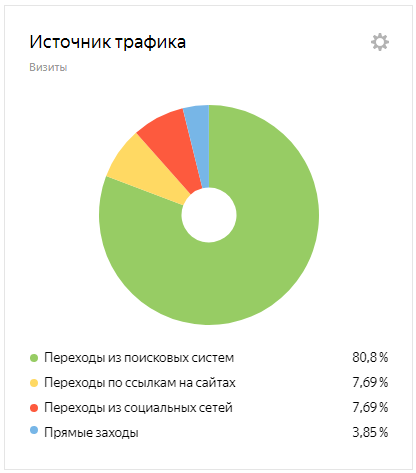 Источник трафика
Визиты
Переходы из поисковых систем 80,8 %
Переходы по ссылкам на сайтах 7,69 %
Переходы из социальных сетей 7,69 %
Прямые заходы 3,85 %